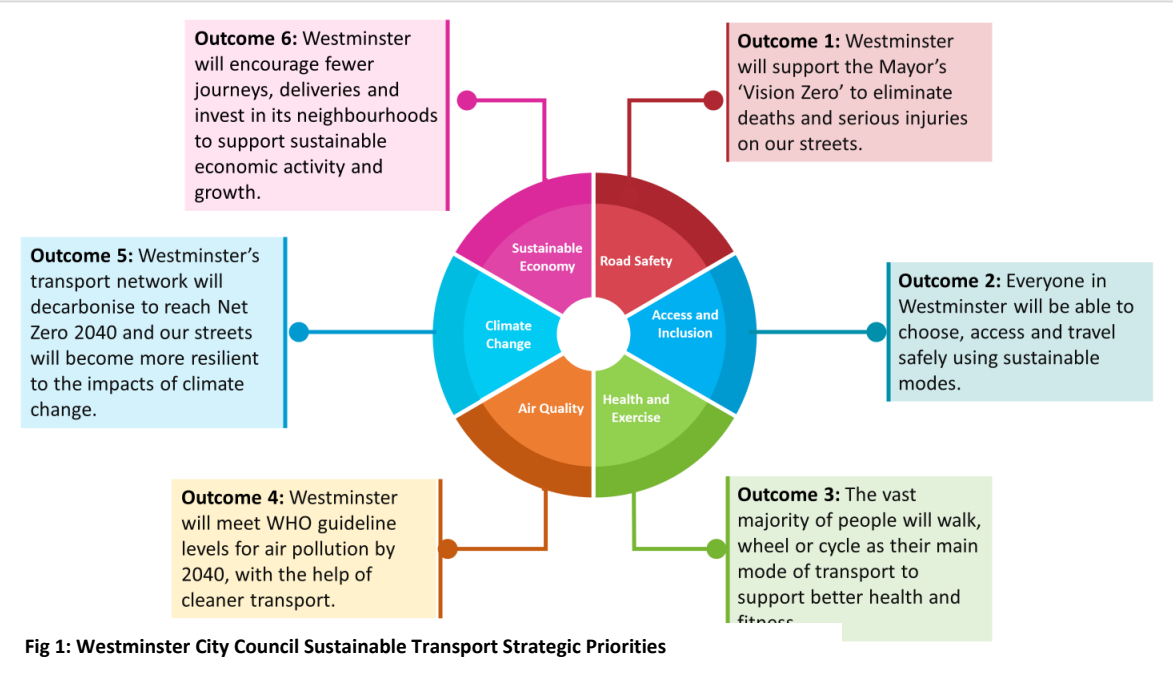 Outcome 6: Westminster
will encourage fewer
journeys, deliveries and
invest in its neighbourhoods
to support sustainable
economic activity and
growth.
Outcome 1: Westminster
will support the Mayor’s
‘Vision Zero’ to eliminate
deaths and serious injuries
on our streets.
Outcome 5: Westminster’s
transport network will
decarbonise to reach Net
Zero 2040 and our streets
will become more resilient
to the impacts of climate
change.
Sustainable
Economy
Road Safety
Climate
Change
Access and
Inclusion
Air Quality
Health and
Exercise
Outcome 2: Everyone in
Westminster will be able to
choose, access and travel
safely using sustainable
modes.
Outcome 4: Westminster
will meet WHO guideline
levels for air pollution by
2040, with the help of
cleaner transport.
Outcome 3: The vast
majority of people will walk,
wheel or cycle as their main
mode of transport to
support better health and
fitness
Fig 1: Westminster City Council Sustainable Transport Strategic Priorities